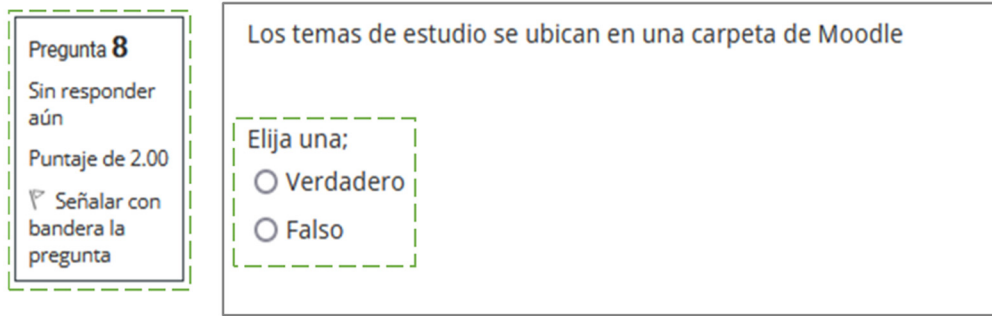 Pregunta 8
Sin responder
aún
Puntaje de 2.00
Señalar con
bandera la
pregunta
Los temas de estudio se ubican en una carpeta de Moodle
Elija una;
Verdadero
Falso